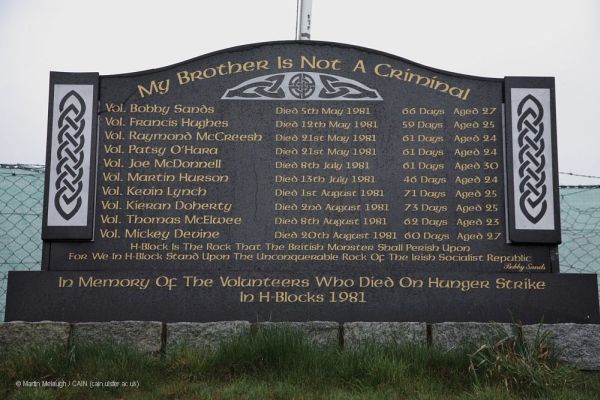 My Brother Is Not A Criminal
Vol. Bobby Sands Died 5th May 1981 66 Days Aged 27
Vol. Francis Hughes Died 12th May 1981 59 Days Aged 25
Vol. Raymond McCreesh Died 21st May 1981 61 Days Aged 24
Vol. Patsy O'Hara Died 21st May 1981 61 Days Aged 24
Vol. Joe McDonnell Died 8th July 1981 61 Days Aged 30
Vol. Martin Hurson Died 13th July 1981 46 Days Aged 24
Vol. Kevin Lynch Died 1st August 1981 71 Days Aged 25
Vol. Kieran Doherty Died 2nd August 1981 73 Days Aged 25
Vol. Thomas McElwee Died 8th August 1981 62 Days Aged 23
Vol. Mickey Devine Died 20th August 1981 60 Days Aged 27
H-Block Is The Rock That The British Monster Shall Perish Upon
For We In H-Block Stand Upon The Unconquerable Rock Of The Irish Socialist Republic
Bobby Sands
In Memory Of The Volunteers Who Died On Hunger Strike
In H-Blocks 1981
© Martin Melaugh / CAIN (cain.ulster.ac.uk)